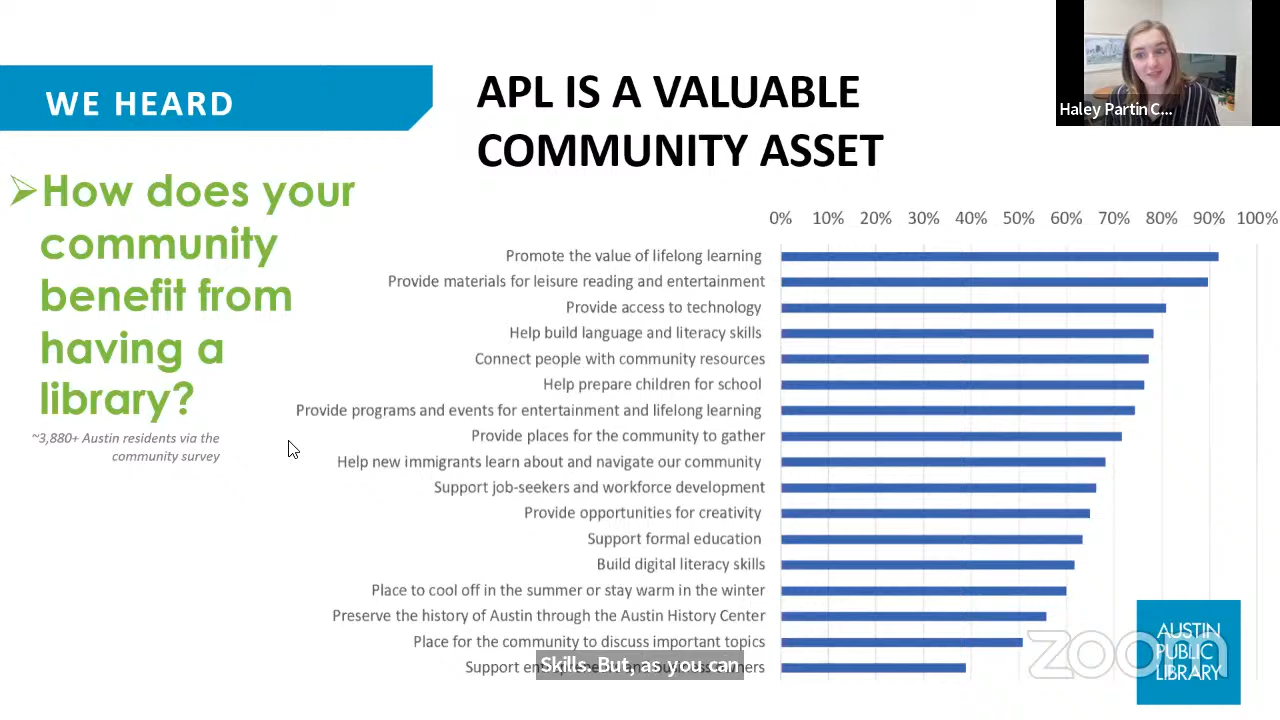 WE HEARD
APL IS A VALUABLE
COMMUNITY ASSET
Haley Partin C...
➢How does your
community
benefit from
having a
library?
~3,880+ Austin residents via the
community survey
0% 10% 20% 30% 40% 50% 60% 70% 80% 90% 100%
Promote the value of lifelong learning
Provide materials for leisure reading and entertainment
Provide access to technology
Help build language and literacy skills
Connect people with community resources
Help prepare children for school
Provide programs and events for entertainment and lifelong learning
Provide places for the community to gather
Help new immigrants learn about and navigate our community
Support job-seekers and workforce development
Provide opportunities for creativity
Support formal education
Build digital literacy skills
Place to cool off in the summer or stay warm in the winter
Preserve the history of Austin through the Austin History Center
Place for the community to discuss important topics
Support
Skills. But, as you can
zoom
AUSTIN
PUBLIC
LIBRARY